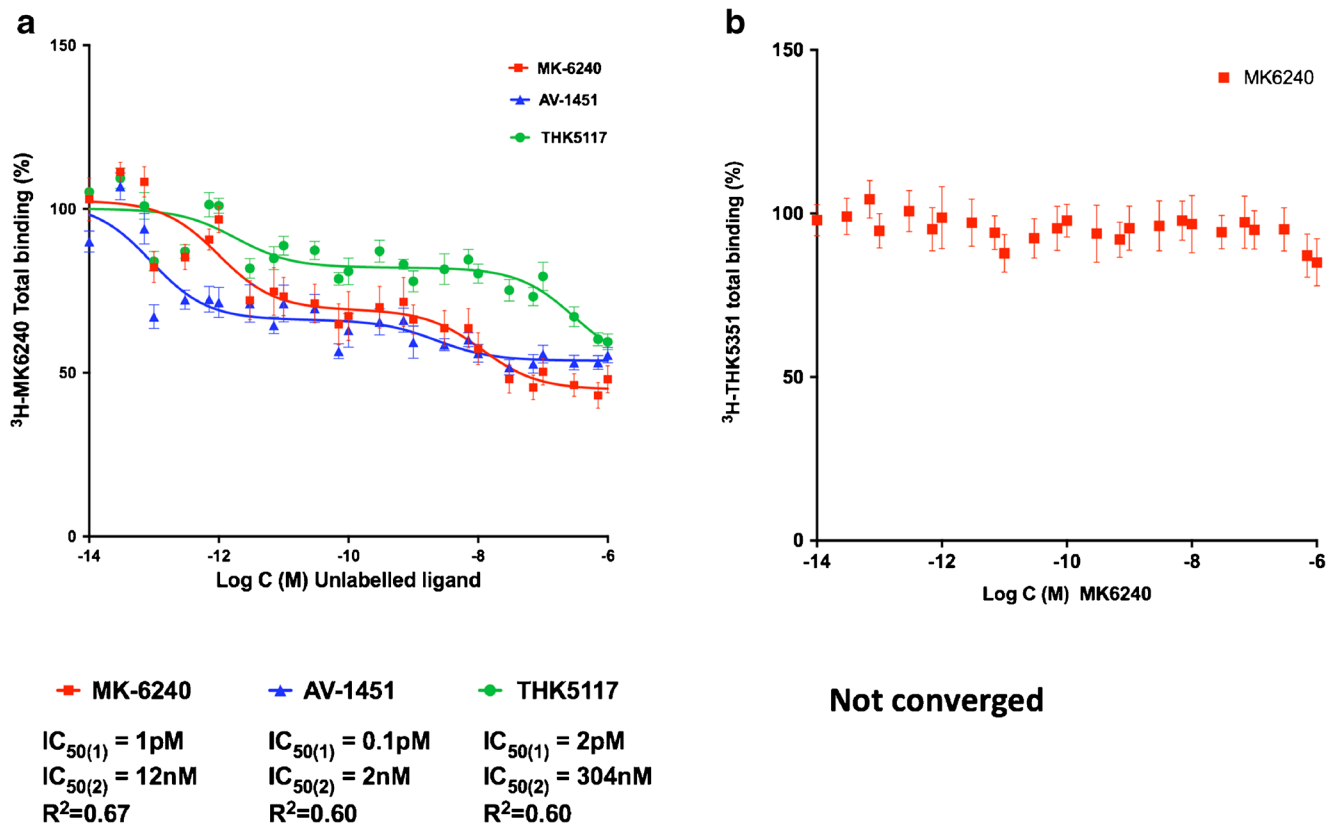 a
150
100
50
0
³H-MK6240 Total binding (%)
MK-6240
AV-1451
THK5117
-14
-12
-10
-8
-6
Log C (M) Unlabelled ligand
b
150
100
50
0
³H-THK5351 total binding (%)
MK6240
-14
-12
-10
-8
-6
Log C (M) MK6240
MK-6240
IC50(1) = 1pM
IC50(2) = 12nM
R²=0.67
AV-1451
IC50(1) = 0.1pM
IC50(2) = 2nM
R²=0.60
THK5117
IC50(1) = 2pM
IC50(2) = 304nM
R²=0.60
Not converged